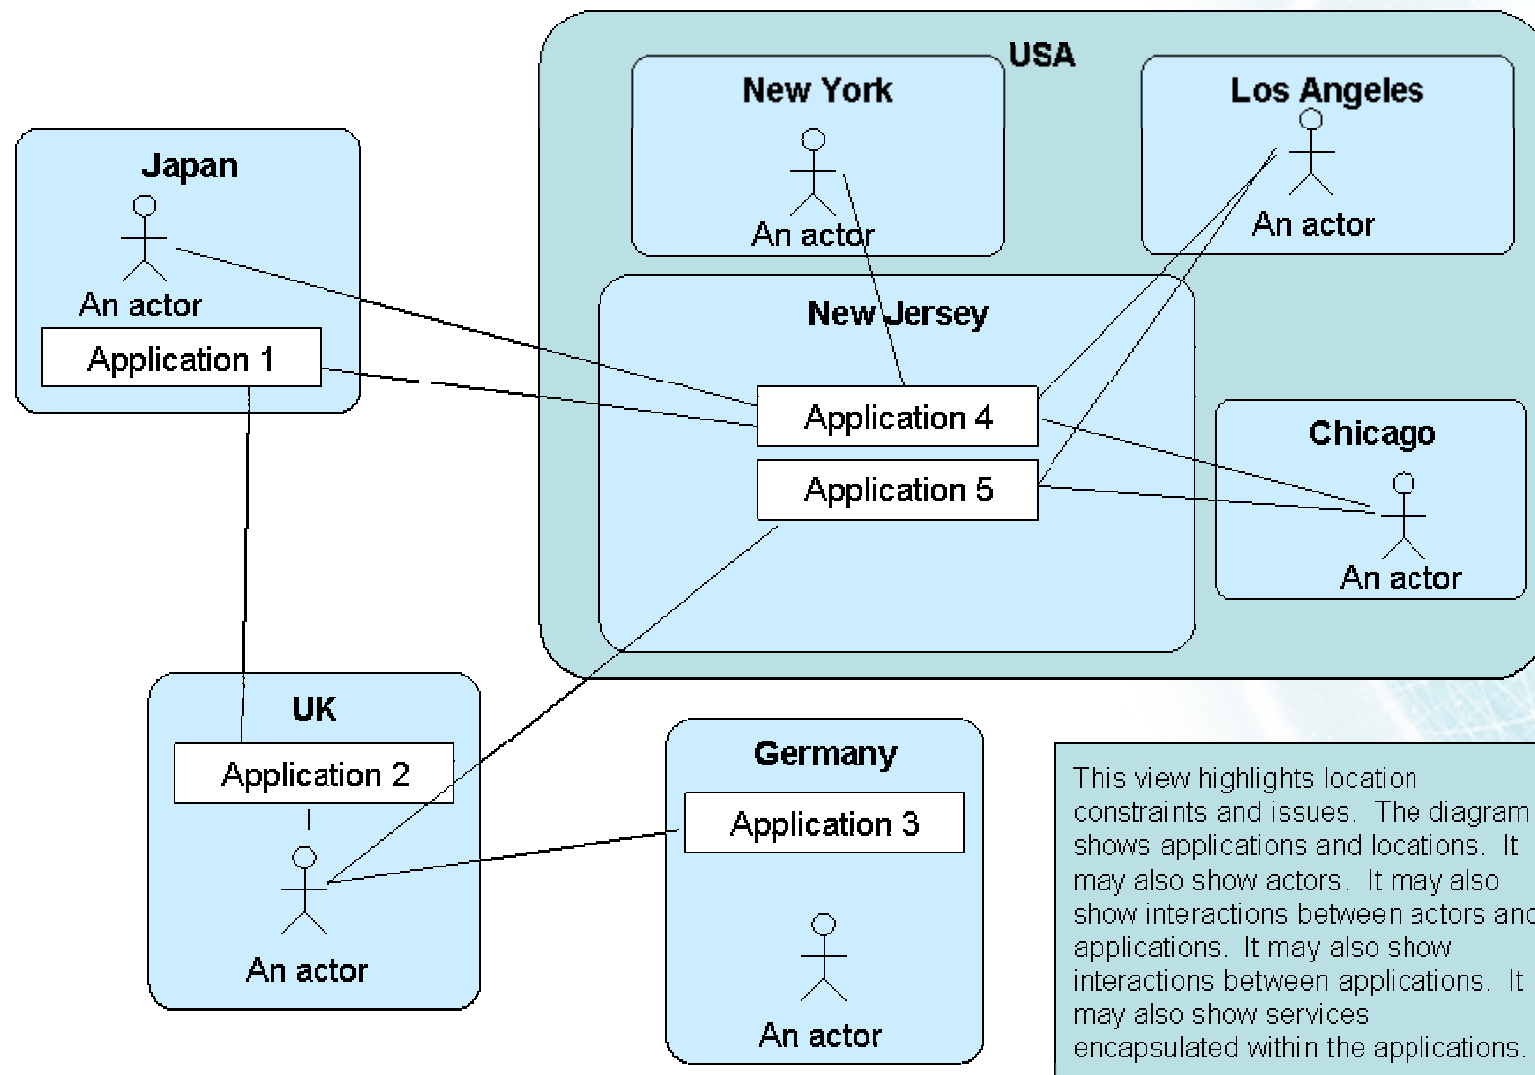 USA
New York
An actor
Los Angeles
An actor
Japan
An actor
Application 1
New Jersey
Application 4
Application 5
Chicago
An actor
UK
Application 2
An actor
Germany
Application 3
An actor
This view highlights location
constraints and issues. The diagram
shows applications and locations. It
may also show actors. It may also
show interactions between actors and
applications. It may also show
interactions between applications. It
may also show services
encapsulated within the applications.